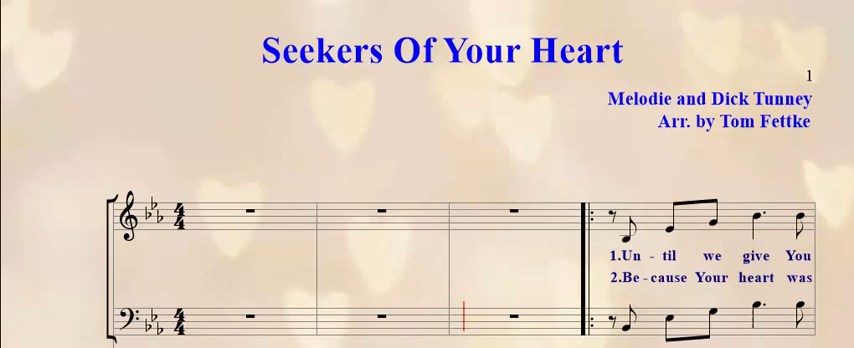 Seekers Of Your Heart
1
Melodie and Dick Tunney
Arr. by Tom Fettke
1.Un - til we give You
2.Be - cause Your heart was